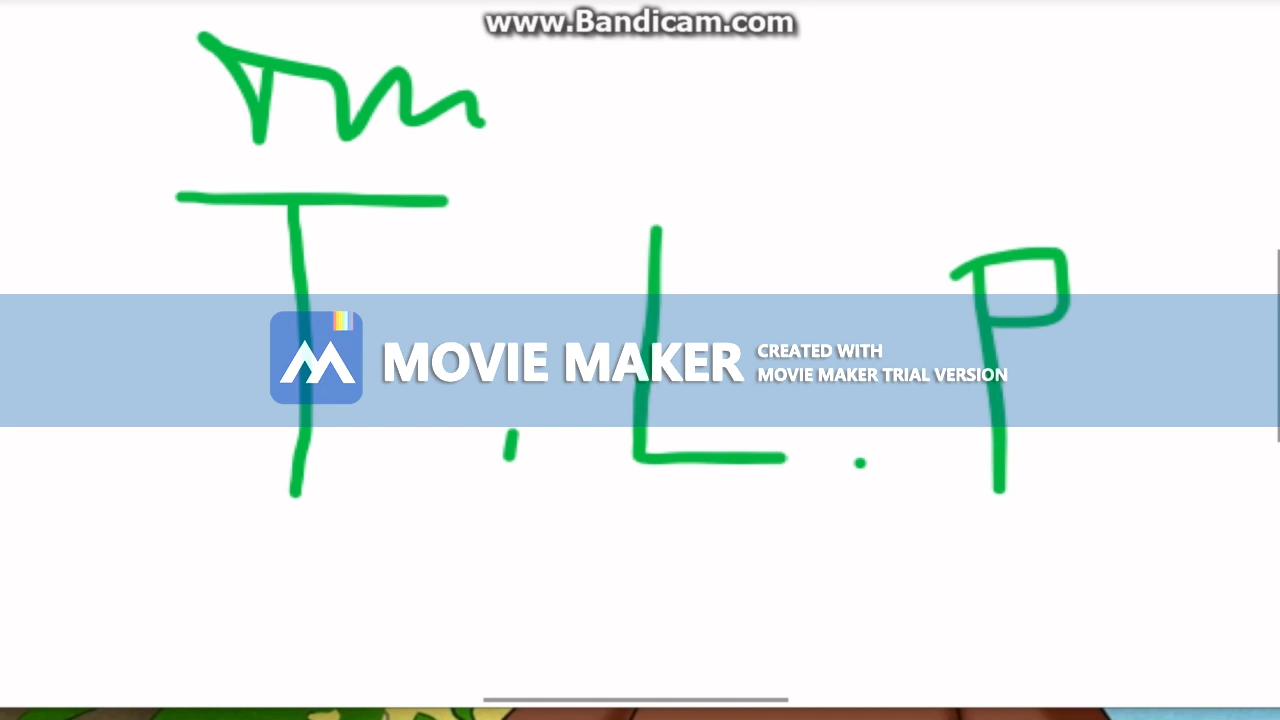 www.Bandicam.com
Tm
T.L.P
MOVIE MAKER
CREATED WITH
MOVIE MAKER TRIAL VERSION